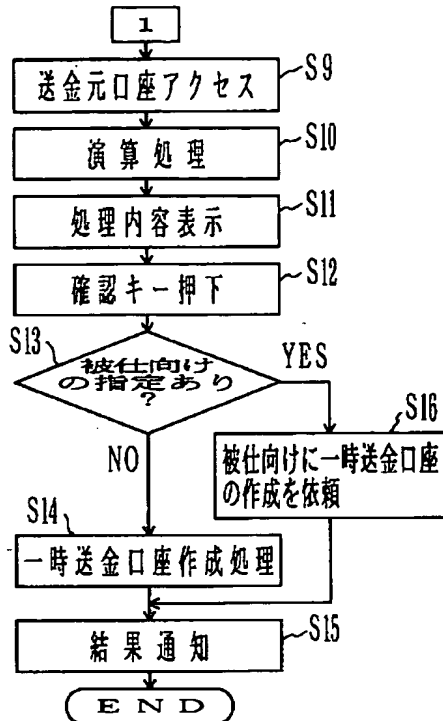 1
送金元口座アクセス
S9
演算処理
S10
処理内容表示
S11
確認キー押下
S12
S13
被仕向け
の指定あり
?
YES
NO
S16
被仕向けに一時送金口座
の作成を依頼
S14
一時送金口座作成処理
結果通知
S15
END